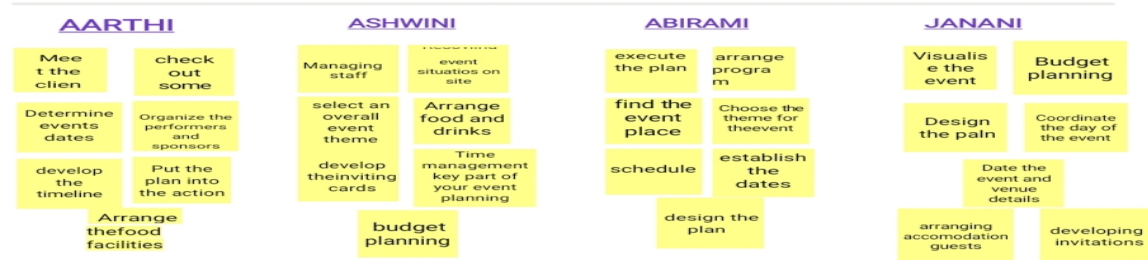 AARTHI
Mee
t the
clien
check
out
some
Determine
events
dates
Organize the
performers
and
sponsors
develop
the
timeline
Put the
plan into
the action
Arrange
thefood
facilities
ASHWINI
Managing
staff
event
situatios on
site
select an
overall
event
theme
Arrange
food and
drinks
develop
theinviting
cards
Time
management
key part of
your event
planning
budget
planning
ABIRAMI
execute
the plan
arrange
progra
m
find the
event
place
Choose the
theme for
theevent
schedule
establish
the
dates
design the
plan
JANANI
Visualis
e the
event
Budget
planning
Design
the paln
Coordinate
the day of
the event
Date the
event and
venue
details
arranging
accomodation
guests
developing
invitations